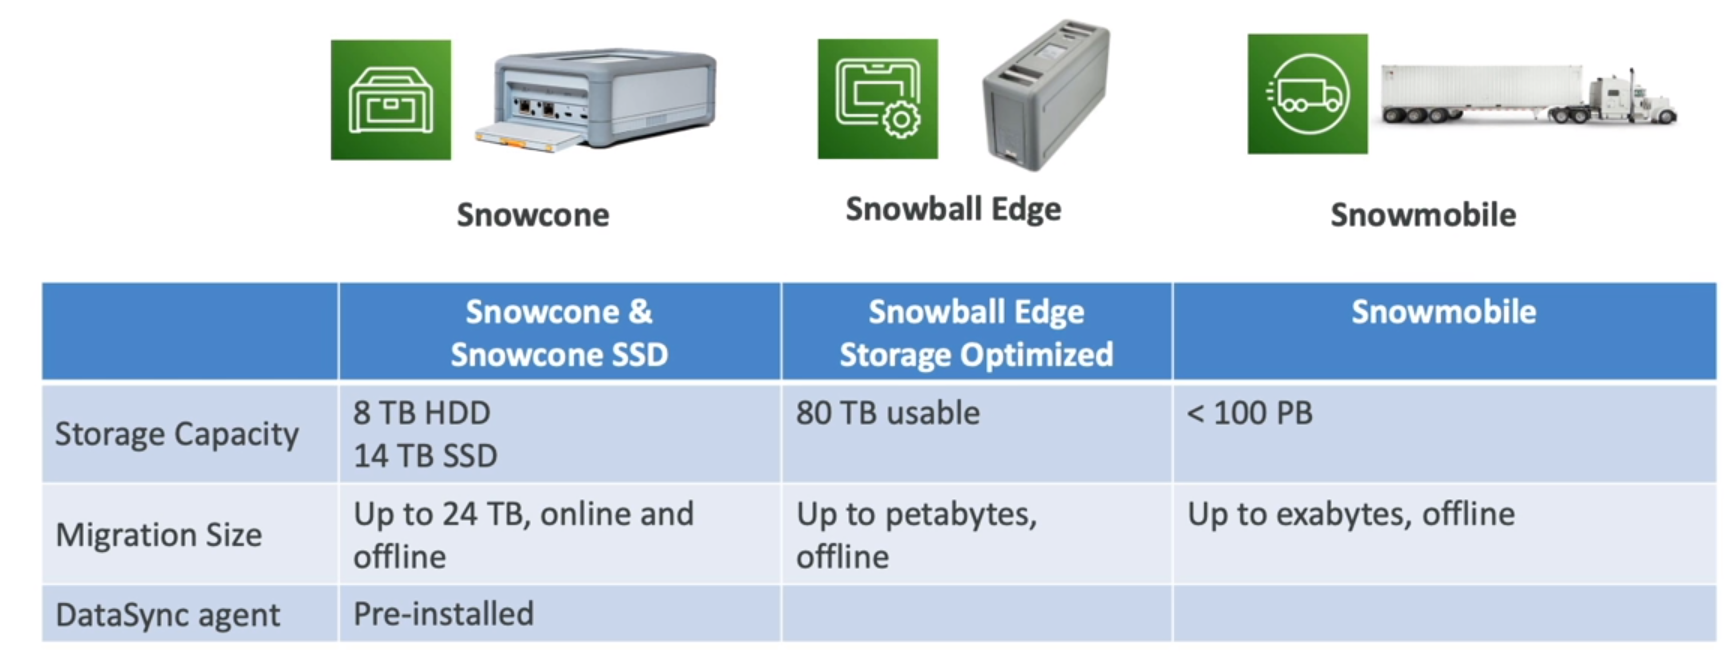 Snowcone
Snowball Edge
Snowmobile
Snowcone &
Snowcone SSD
Snowball Edge
Storage Optimized
Snowmobile
Storage Capacity
8 TB HDD
14 TB SSD
80 TB usable
< 100 PB
Migration Size
Up to 24 TB, online and
offline
Up to petabytes,
offline
Up to exabytes, offline
DataSync agent
Pre-installed